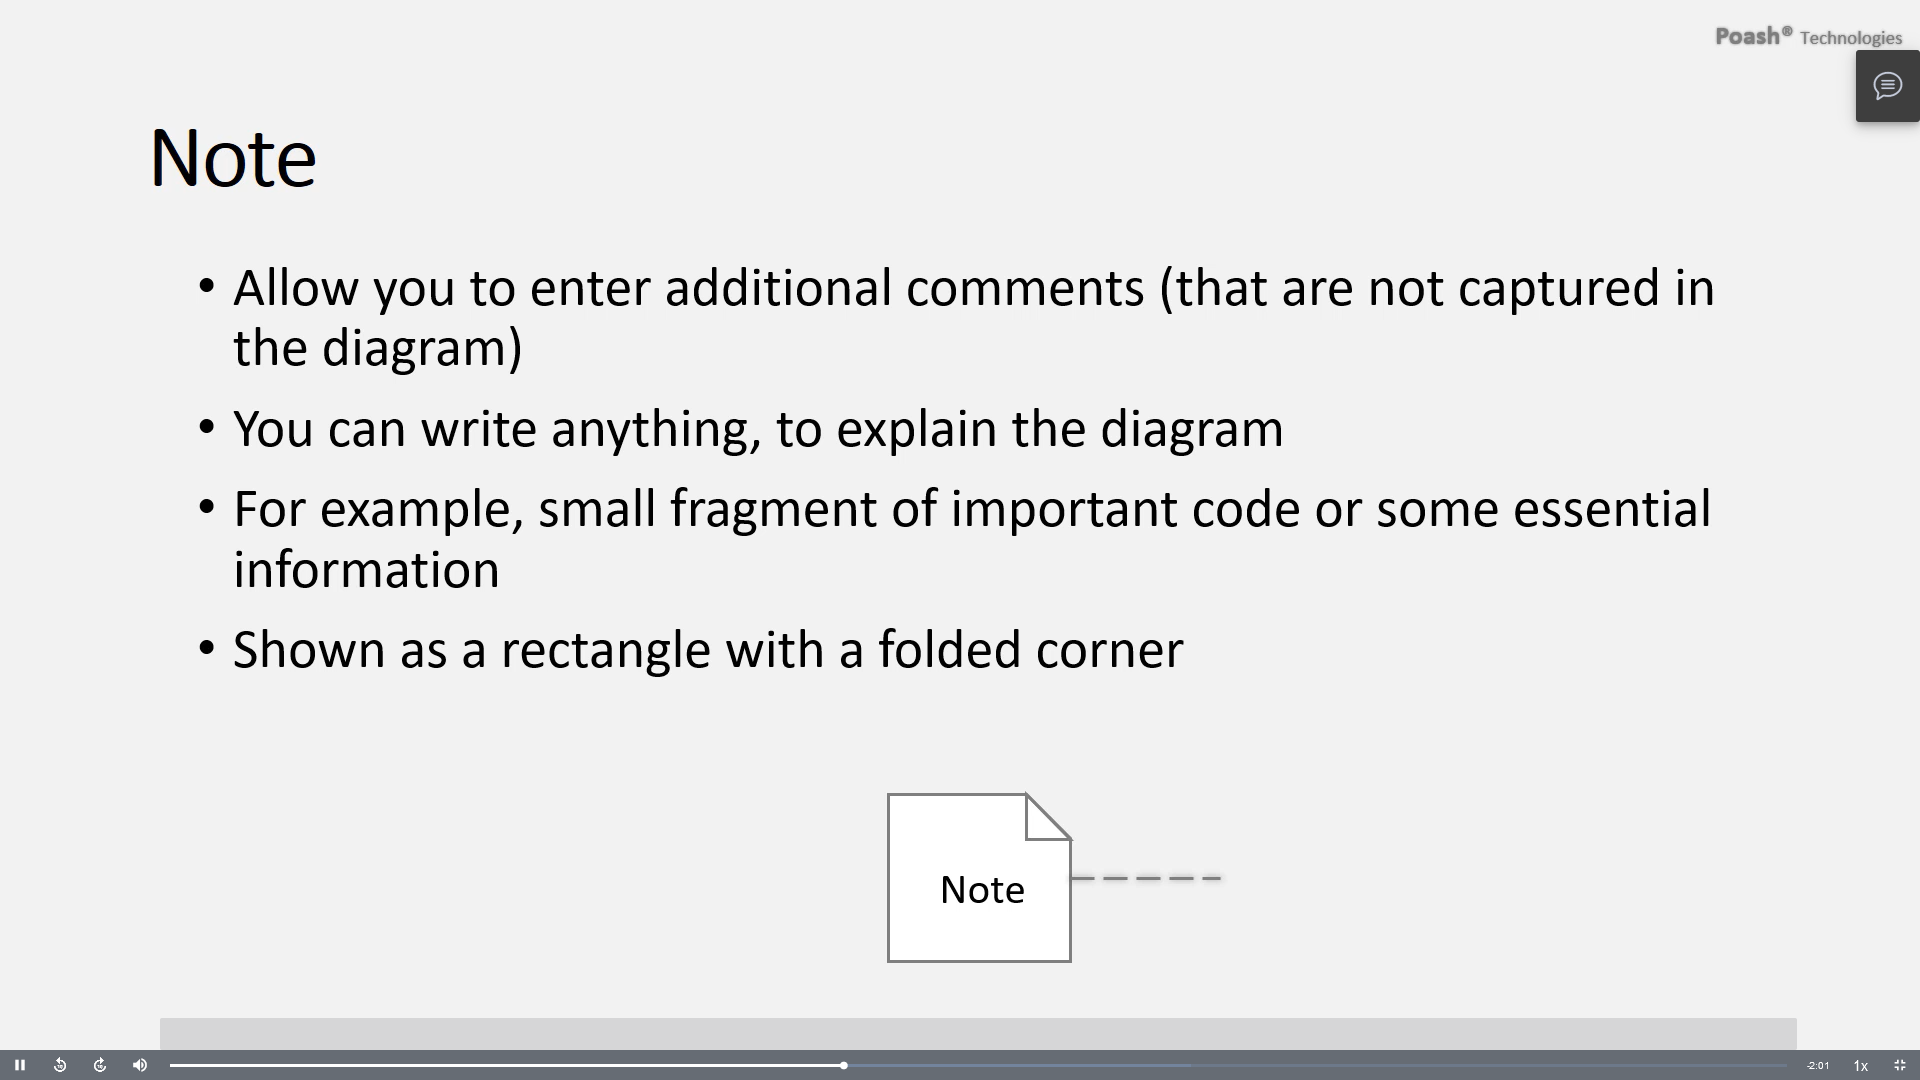 Poash® Technologies
Note
• Allow you to enter additional comments (that are not captured in
the diagram)
• You can write anything, to explain the diagram
• For example, small fragment of important code or some essential
information
• Shown as a rectangle with a folded corner
Note
-2:01 1x